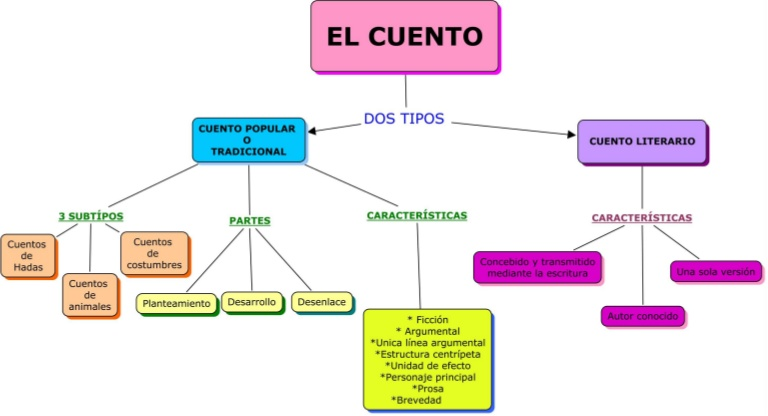 EL CUENTO
DOS TIPOS
CUENTO POPULAR
O
TRADICIONAL
CUENTO LITERARIO
3 SUBTÍPOS
PARTES
CARACTERÍSTICAS
CARACTERÍSTICAS
Cuentos
de
Hadas
Cuentos
de
animales
Cuentos
de
costumbres
Planteamiento
Desarrollo
Desenlace
* Ficción
* Argumental
*Unica línea argumental
*Estructura centrípeta
*Unidad de efecto
*Personaje principal
*Prosa
*Brevedad
Concebido y transmitido
mediante la escritura
Autor conocido
Una sola versión